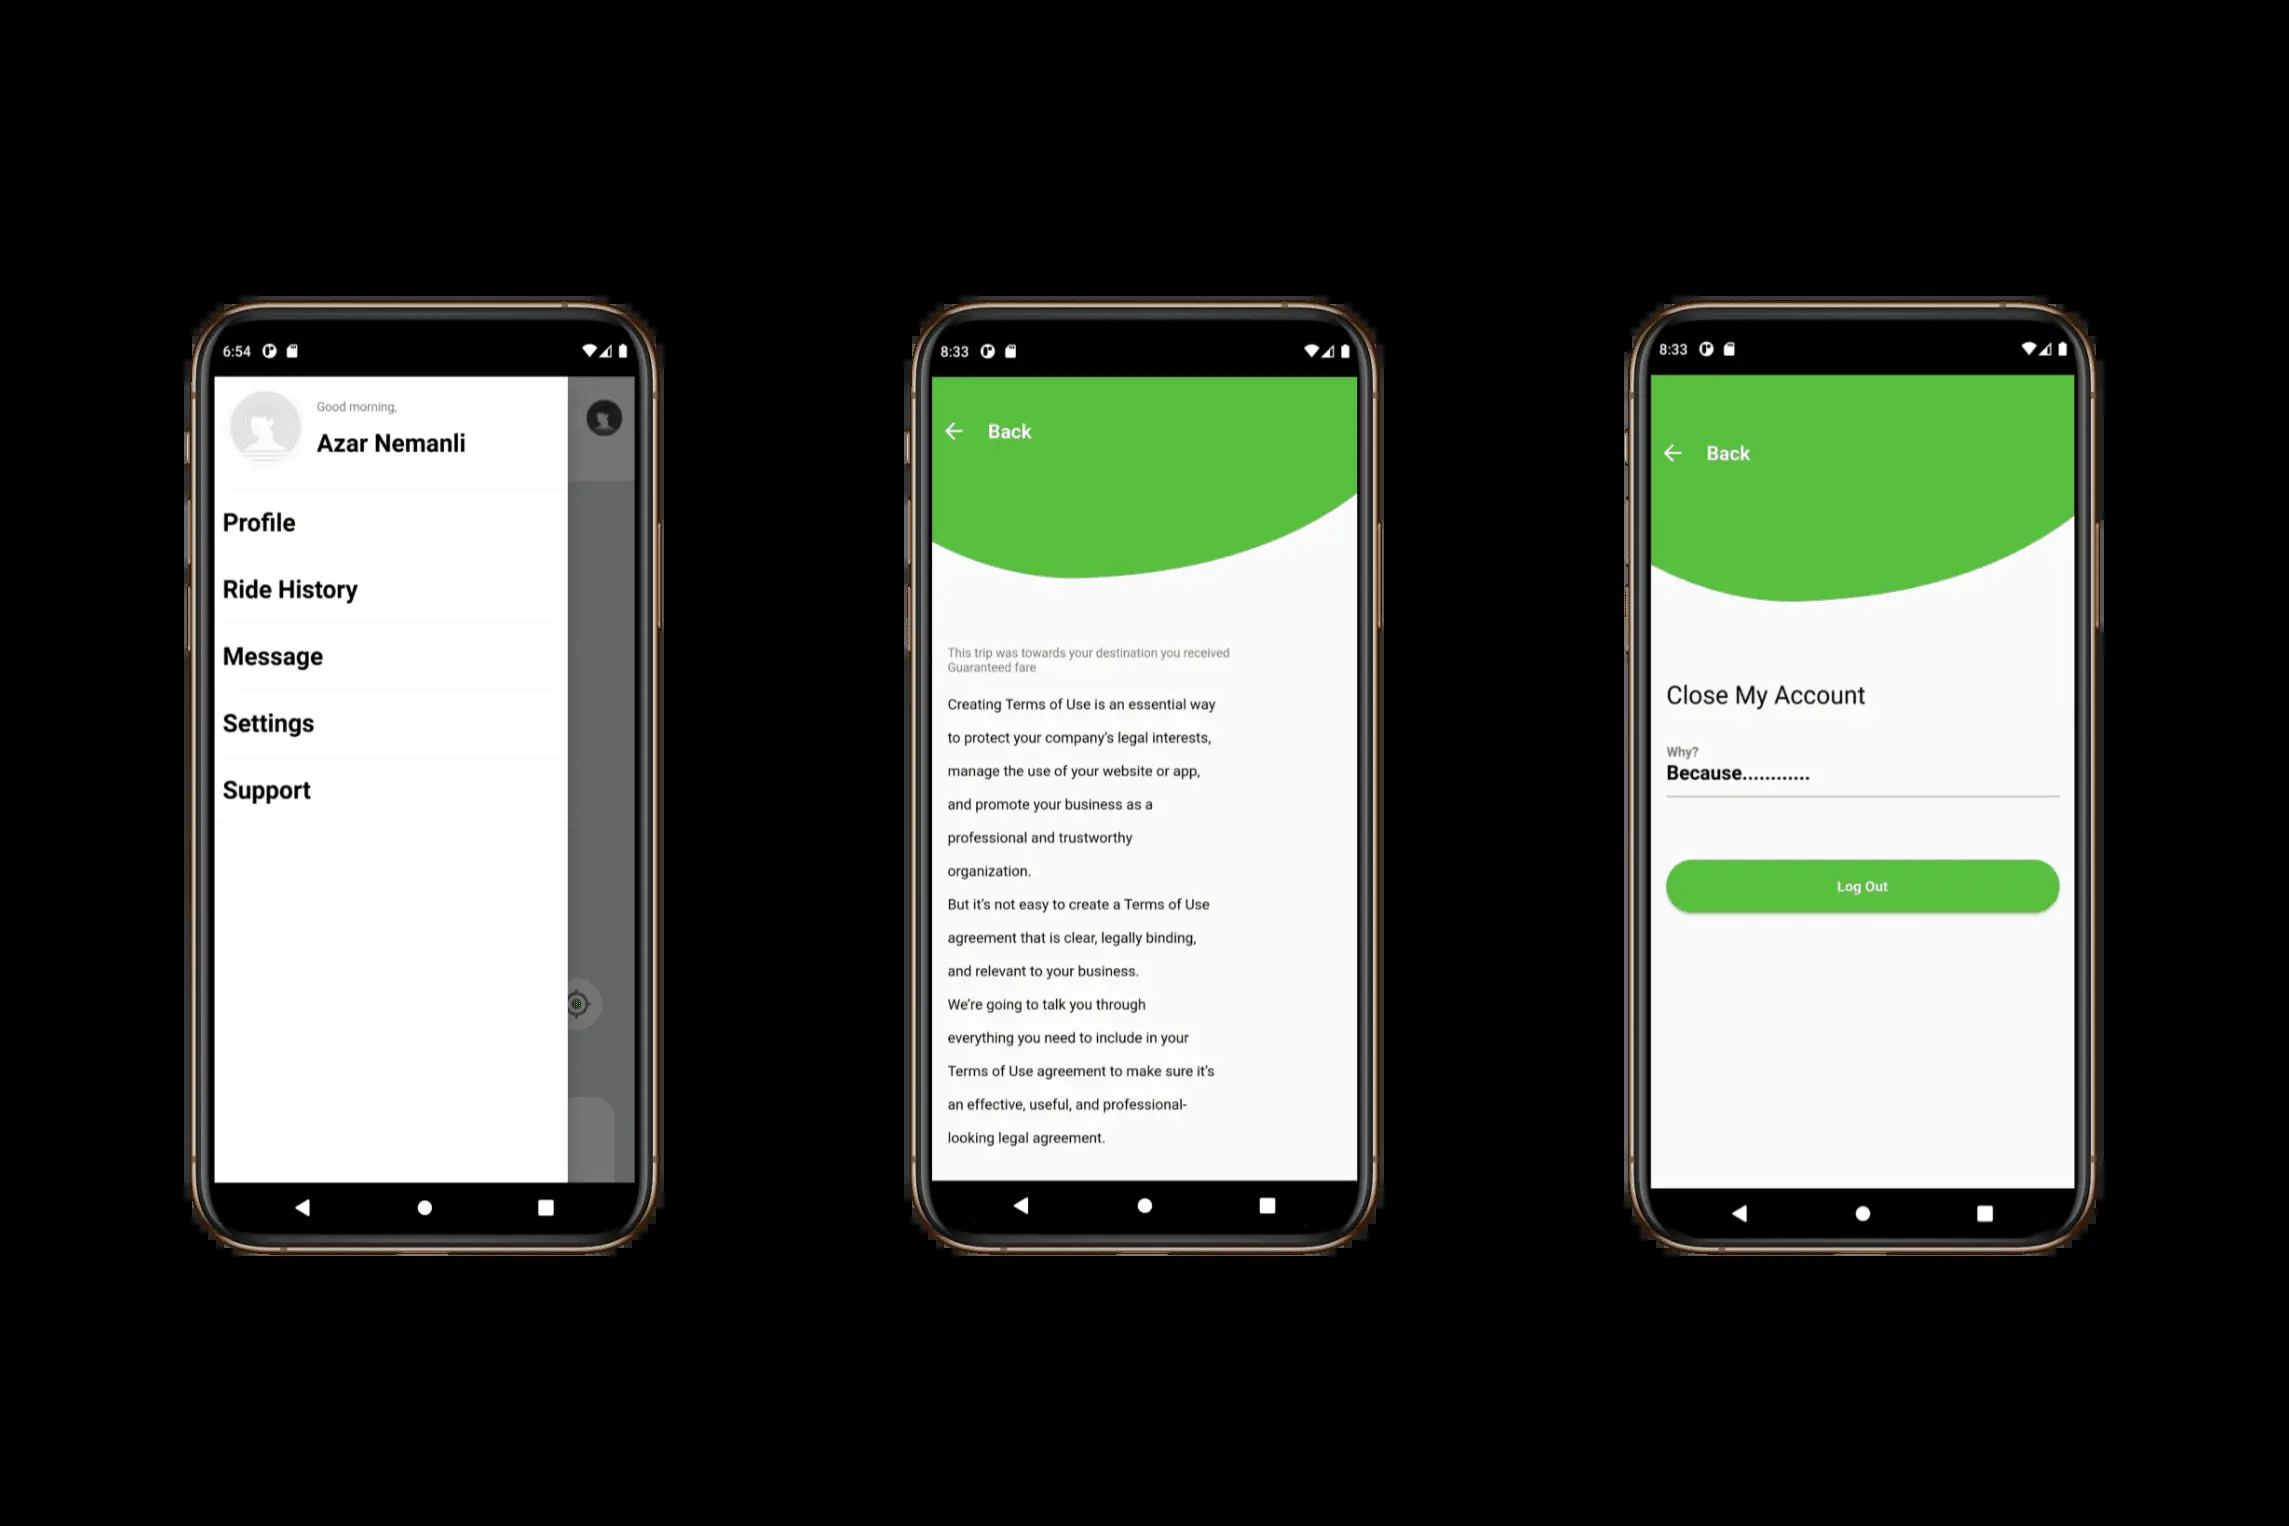 6:54
Good morning,
Azar Nemanli
Profile
Ride History
Message
Settings
Support
8:33
Back
This trip was towards your destination you received
Guaranteed fare
Creating Terms of Use is an essential way
to protect your company's legal interests,
manage the use of your website or app,
and promote your business as a
professional and trustworthy
organization.
But it's not easy to create a Terms of Use
agreement that is clear, legally binding,
and relevant to your business.
We're going to talk you through
everything you need to include in your
Terms of Use agreement to make sure it's
an effective, useful, and professional-
looking legal agreement.
8:33
Back
Close My Account
Why?
Because............
Log Out